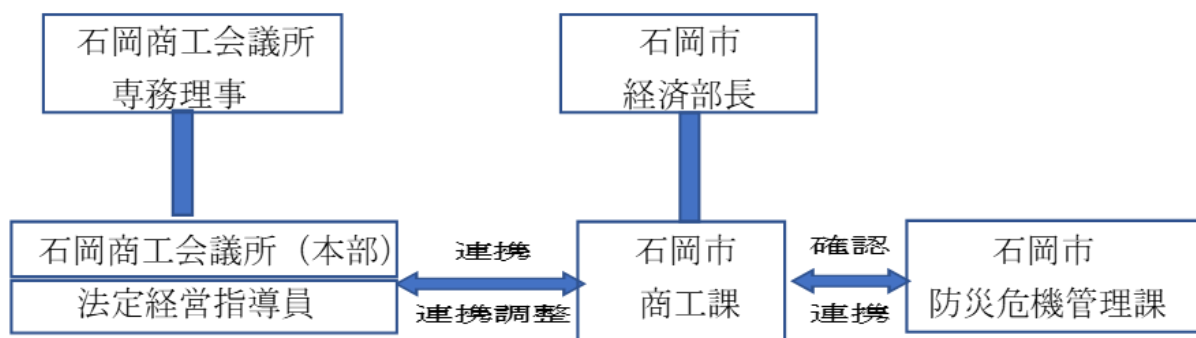 石岡商工会議所
専務理事
石岡市
経済部長
石岡商工会議所（本部）
法定経営指導員
連携
連携調整
石岡市
商工課
確認
連携
石岡市
防災危機管理課